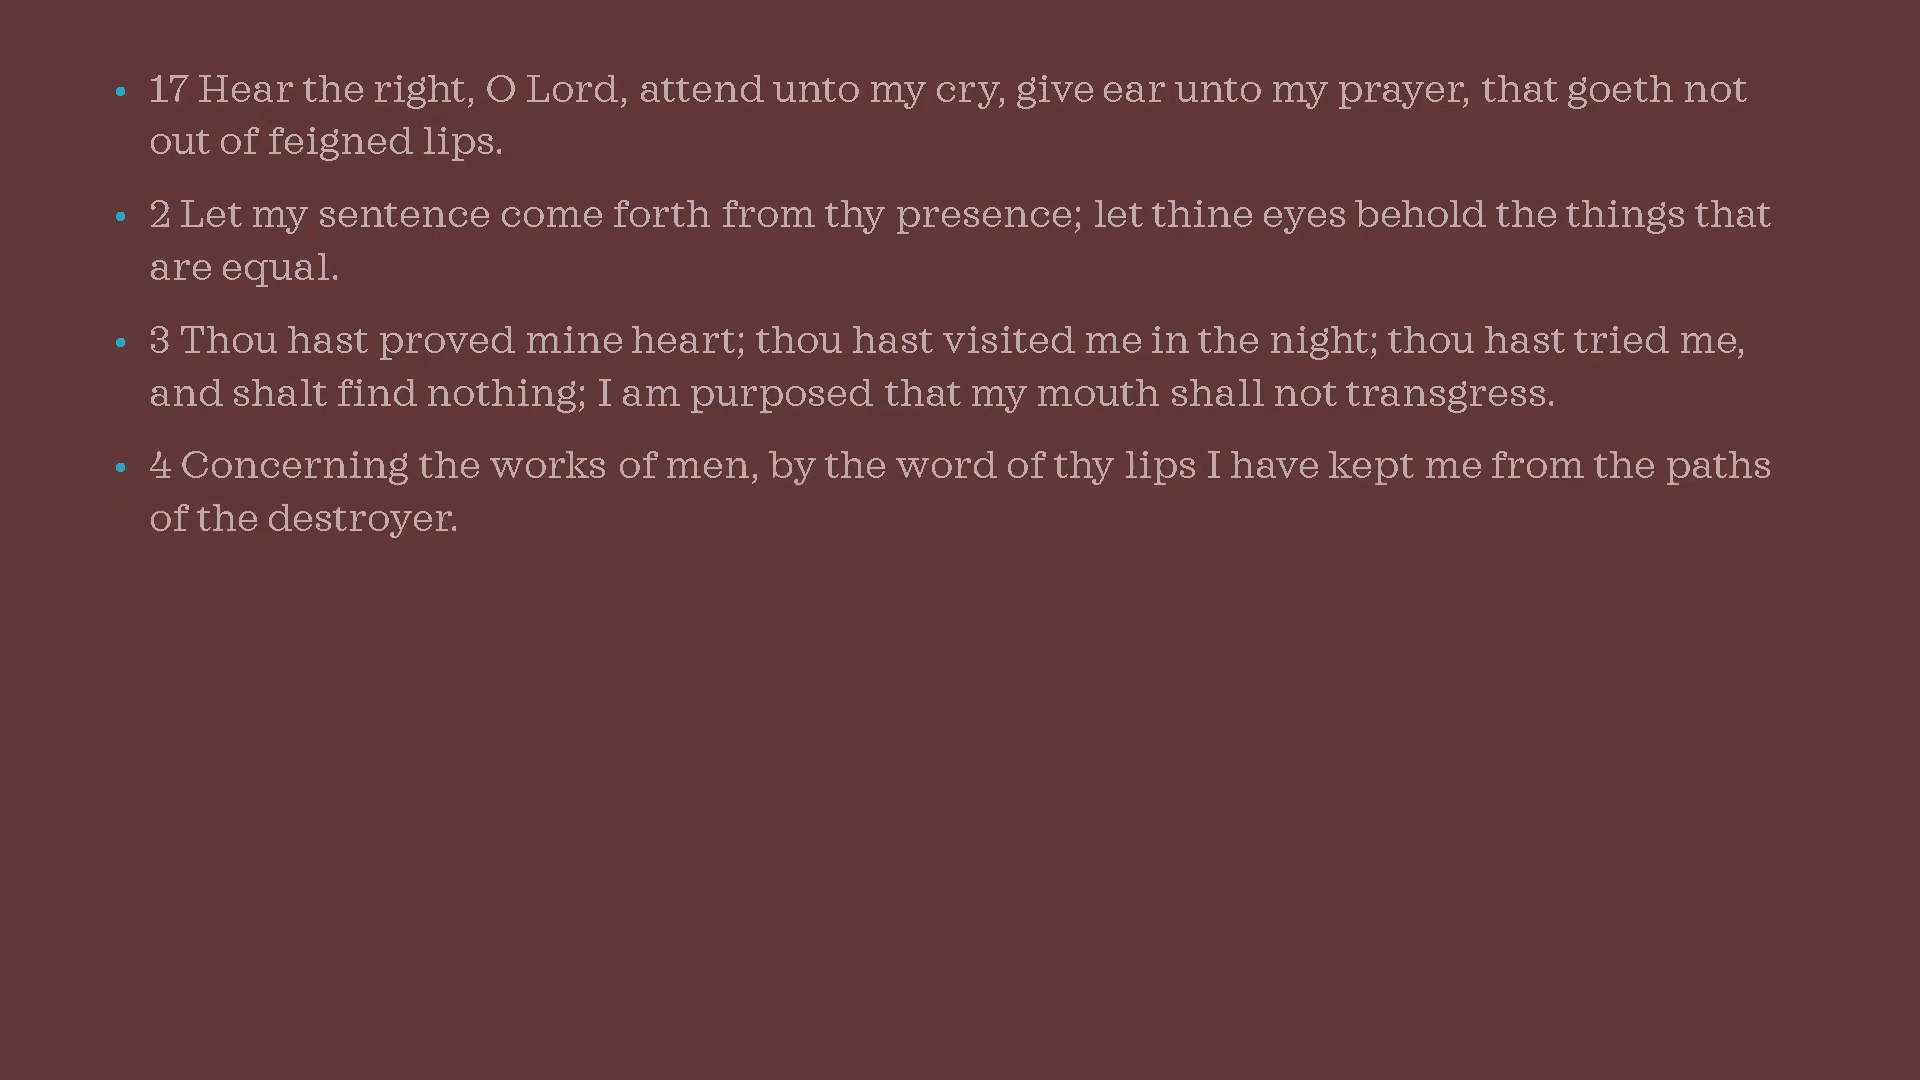 • 17 Hear the right, O Lord, attend unto my cry, give ear unto my prayer, that goeth not
out of feigned lips.
• 2 Let my sentence come forth from thy presence; let thine eyes behold the things that
are equal.
• 3 Thou hast proved mine heart; thou hast visited me in the night; thou hast tried me,
and shalt find nothing; I am purposed that my mouth shall not transgress.
• 4 Concerning the works of men, by the word of thy lips I have kept me from the paths
of the destroyer.